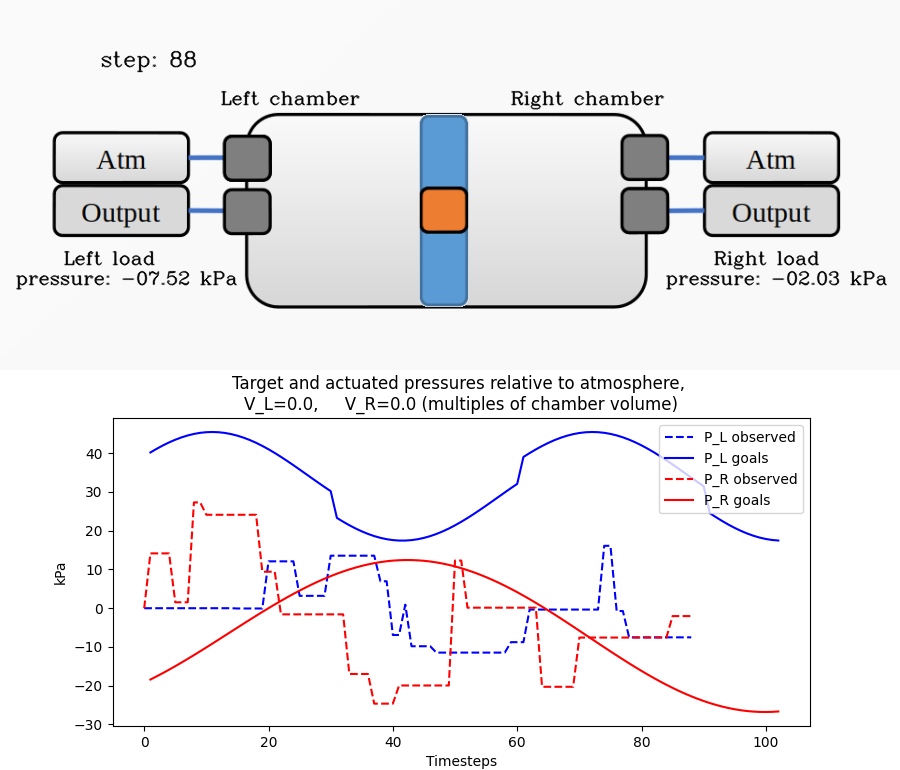 step: 88
Left chamber
Right chamber
Atm
Atm
Output
Output
Left load
pressure: −07.52 kPa
Right load
pressure: −02.03 kPa
Target and actuated pressures relative to atmosphere,
V_L=0.0,     V_R=0.0 (multiples of chamber volume)
P_L observed
P_L goals
P_R observed
P_R goals
kPa
40
30
20
10
0
−10
−20
−30
0
20
40
60
80
100
Timesteps